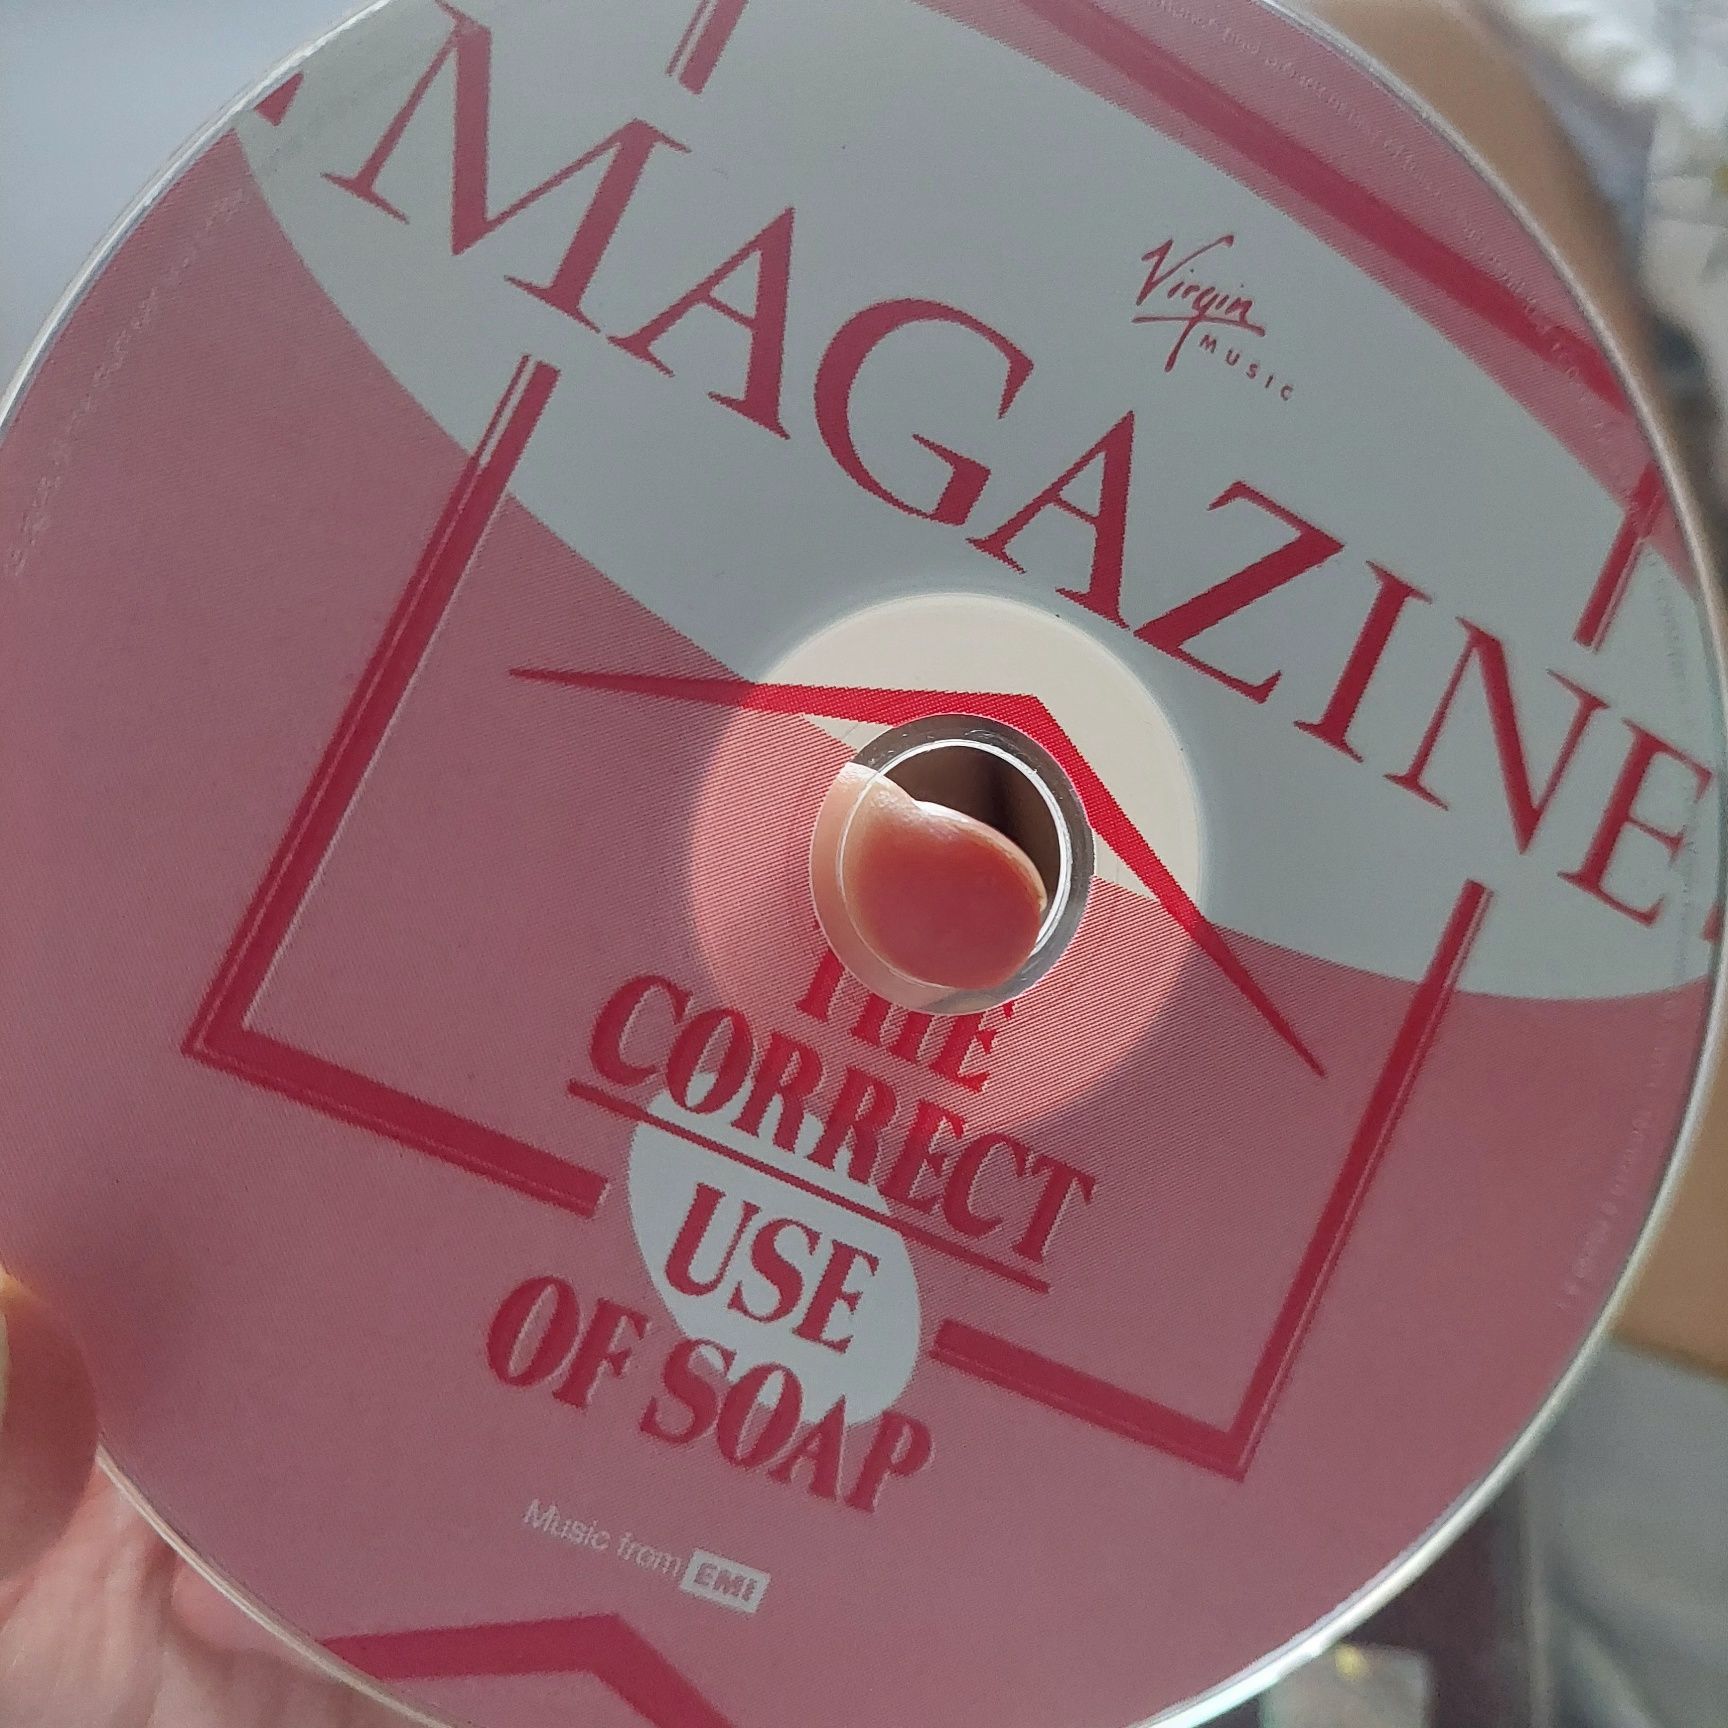 MAGAZINE
Virgin
MUSIC
THE
CORRECT
USE
OF SOAP
Music from EMI